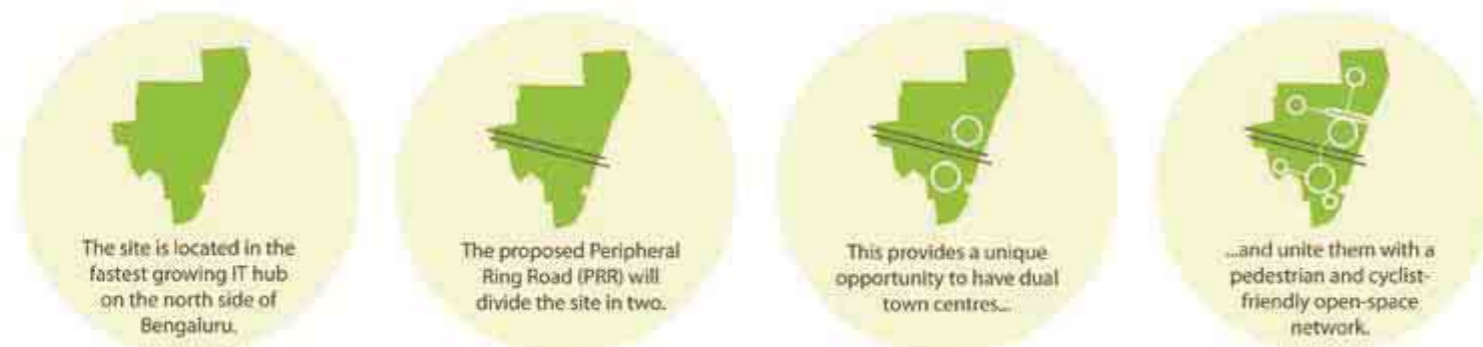 The site is located in the
fastest growing IT hub
on the north side of
Bengaluru.
The proposed Peripheral
Ring Road (PRR) will
divide the site in two.
This provides a unique
opportunity to have dual
town centres...
...and unite them with a
pedestrian and cyclist-
friendly open-space
network.